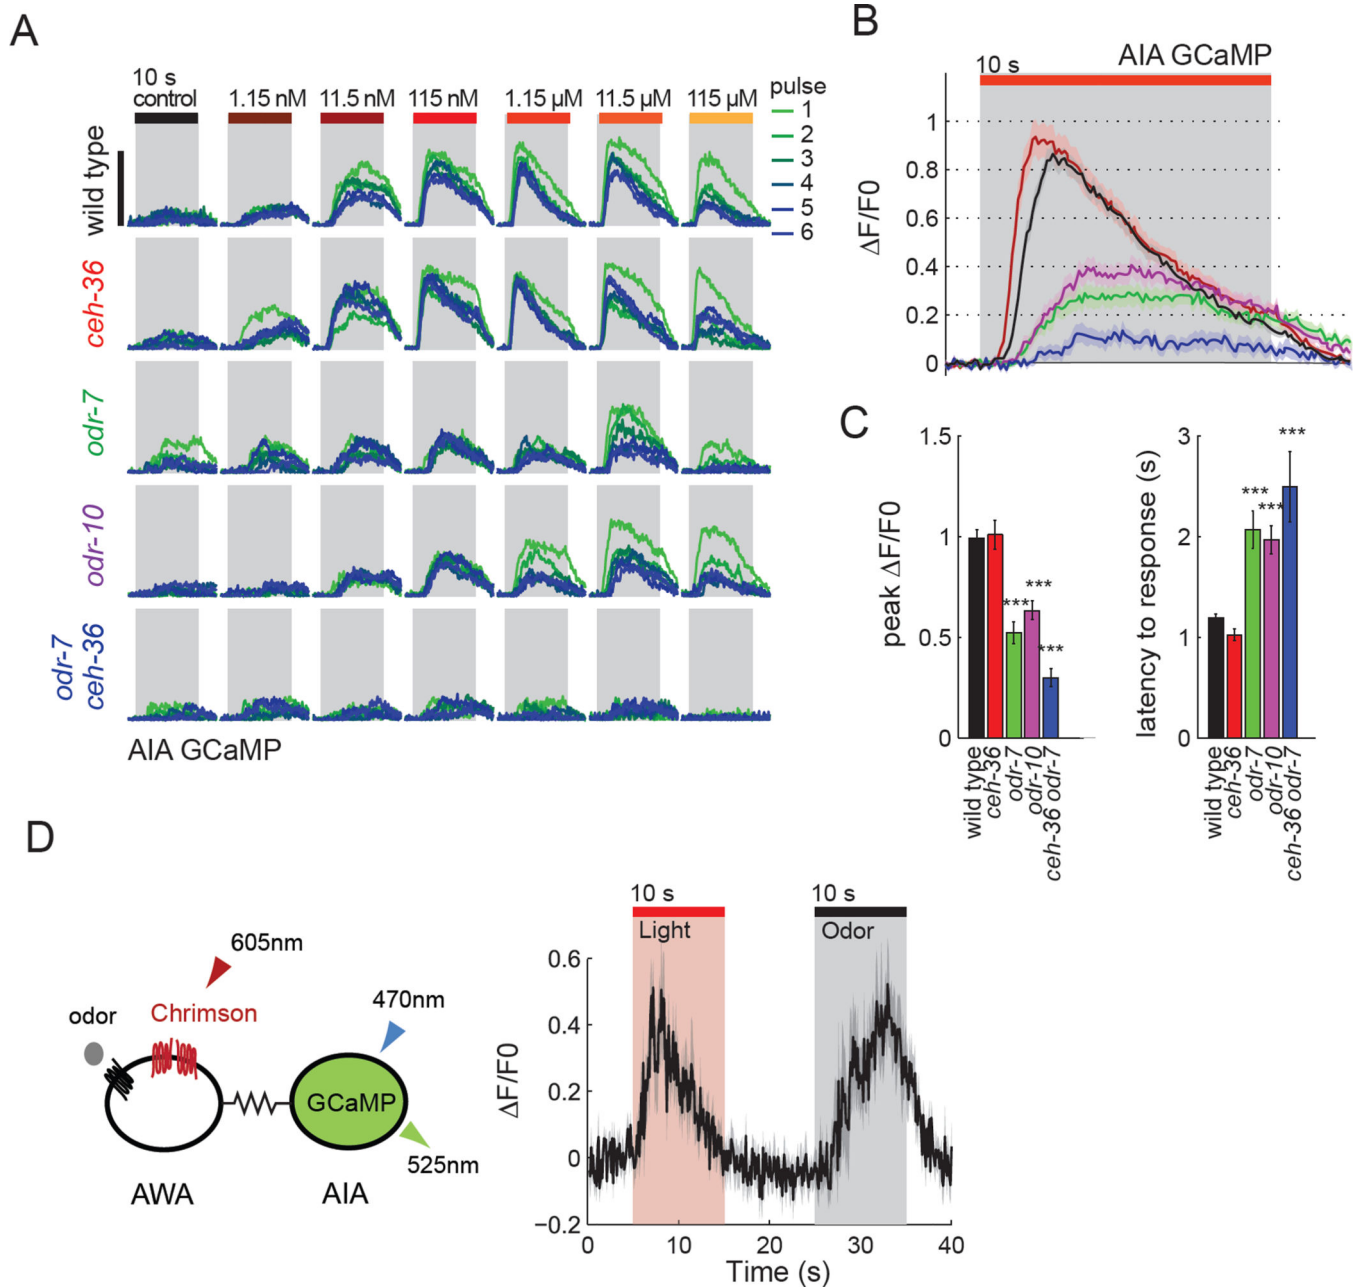 A
10 s
control
1.15 nM
11.5 nM
115 nM
1.15 µM
11.5 µM
115 µM
pulse
1
2
3
4
5
6
wild type
ceh-36
odr-7
odr-10
odr-7
ceh-36
AIA GCaMP
B
10 s
AIA GCaMP
ΔF/F0
1
0.8
0.6
0.4
0.2
0
C
peak ΔF/F0
1.5
1
0.5
0
***
***
***
wild type
ceh-36
odr-7
odr-10
ceh-36 odr-7
latency to response (s)
3
2
1
0
***
***
***
wild type
ceh-36
odr-7
odr-10
ceh-36 odr-7
D
605nm
470nm
odor
Chrimson
GCaMP
525nm
AWA
AIA
10 s
Light
10 s
Odor
ΔF/F0
0.6
0.4
0.2
0
−0.2
0
10
20
30
40
Time (s)